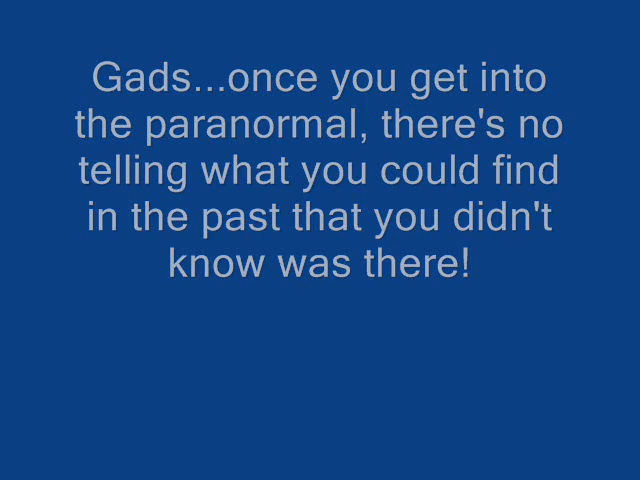 Gads...once you get into
the paranormal, there's no
telling what you could find
in the past that you didn't
know was there!